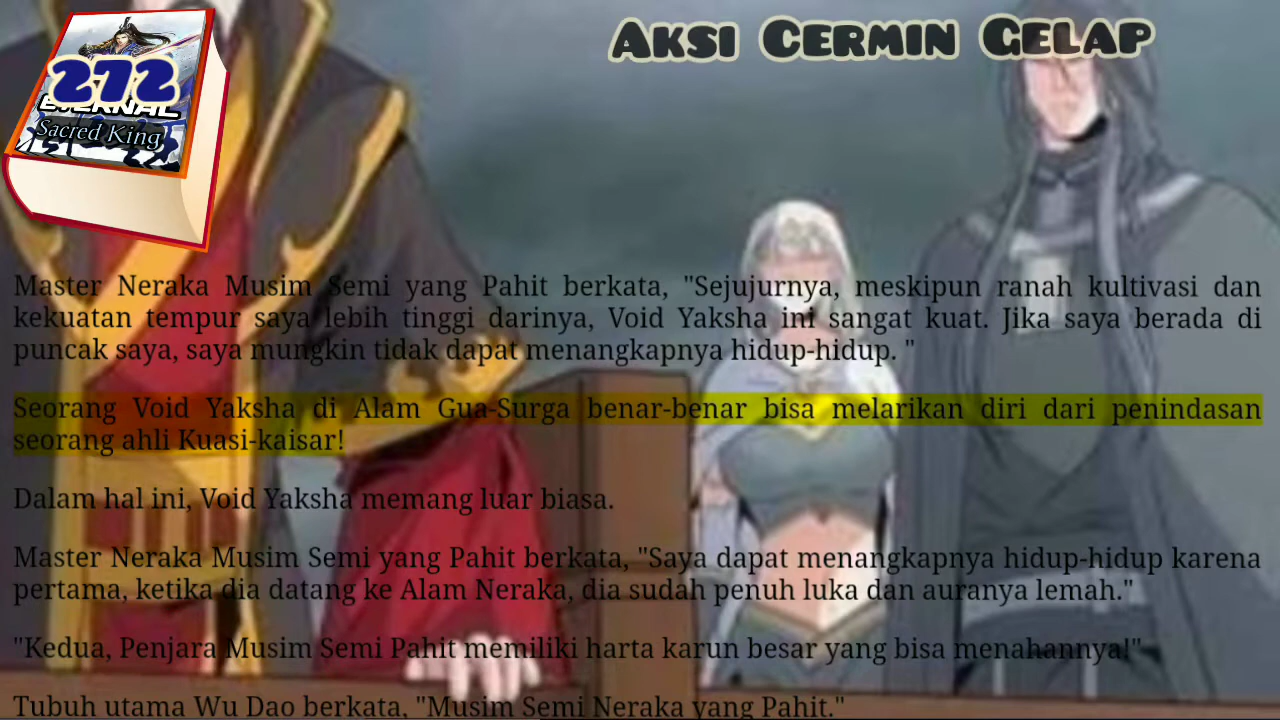 Aksi Cermin Gelap
272
ETERNAL
Sacred King
Master Neraka Musim Semi yang Pahit berkata, "Sejujurnya, meskipun ranah kultivasi dan
kekuatan tempur saya lebih tinggi darinya, Void Yaksha ini sangat kuat. Jika saya berada di
puncak saya, saya mungkin tidak dapat menangkapnya hidup-hidup. "
Seorang Void Yaksha di Alam Gua-Surga benar-benar bisa melarikan diri dari penindasan
seorang ahli Kuasi-kaisar!
Dalam hal ini, Void Yaksha memang luar biasa.
Master Neraka Musim Semi yang Pahit berkata, "Saya dapat menangkapnya hidup-hidup karena
pertama, ketika dia datang ke Alam Neraka, dia sudah penuh luka dan auranya lemah."
"Kedua, Penjara Musim Semi Pahit memiliki harta karun besar yang bisa menahannya!"
Tubuh utama Wu Dao berkata, "Musim Semi Neraka yang Pahit."